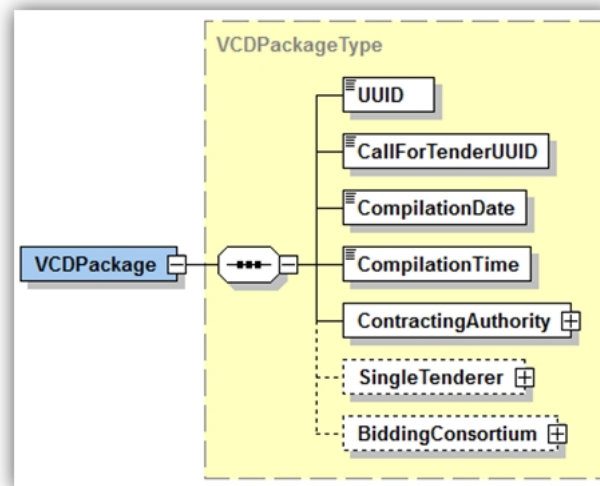 VCDPackageType
UUID
CallForTenderUUID
CompilationDate
VCDPackage
CompilationTime
ContractingAuthority
SingleTenderer
BiddingConsortium